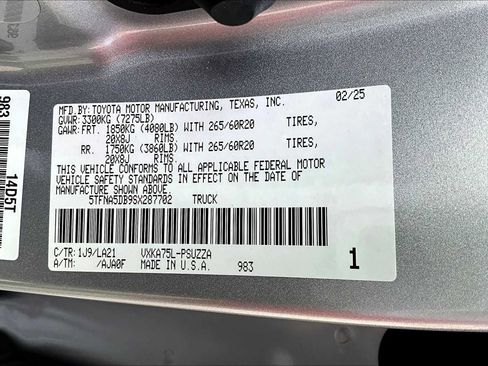 MFD.BY:TOYOTA MOTOR MANUFACTURING, TEXAS, INC. 02/25
GVWR:3300KG (7275LB)
GAWR:FRT. 1850KG (4080LB) WITH 265/60R20 TIRES,
20X8J RIMS.
RR. 1750KG (3860LB) WITH 265/60R20 TIRES,
20X8J RIMS.
THIS VEHICLE CONFORMS TO ALL APPLICABLE FEDERAL MOTOR
VEHICLE SAFETY STANDARDS IN EFFECT ON THE DATE OF
MANUFACTURE SHOWN ABOVE.
5TFNA5DB9SX287702 TRUCK
C/TR:1J9/LA21 VXKA75L-PSUZZA
A/TM: /AJA0F MADE IN U.S.A. 983 1
983 14D5T